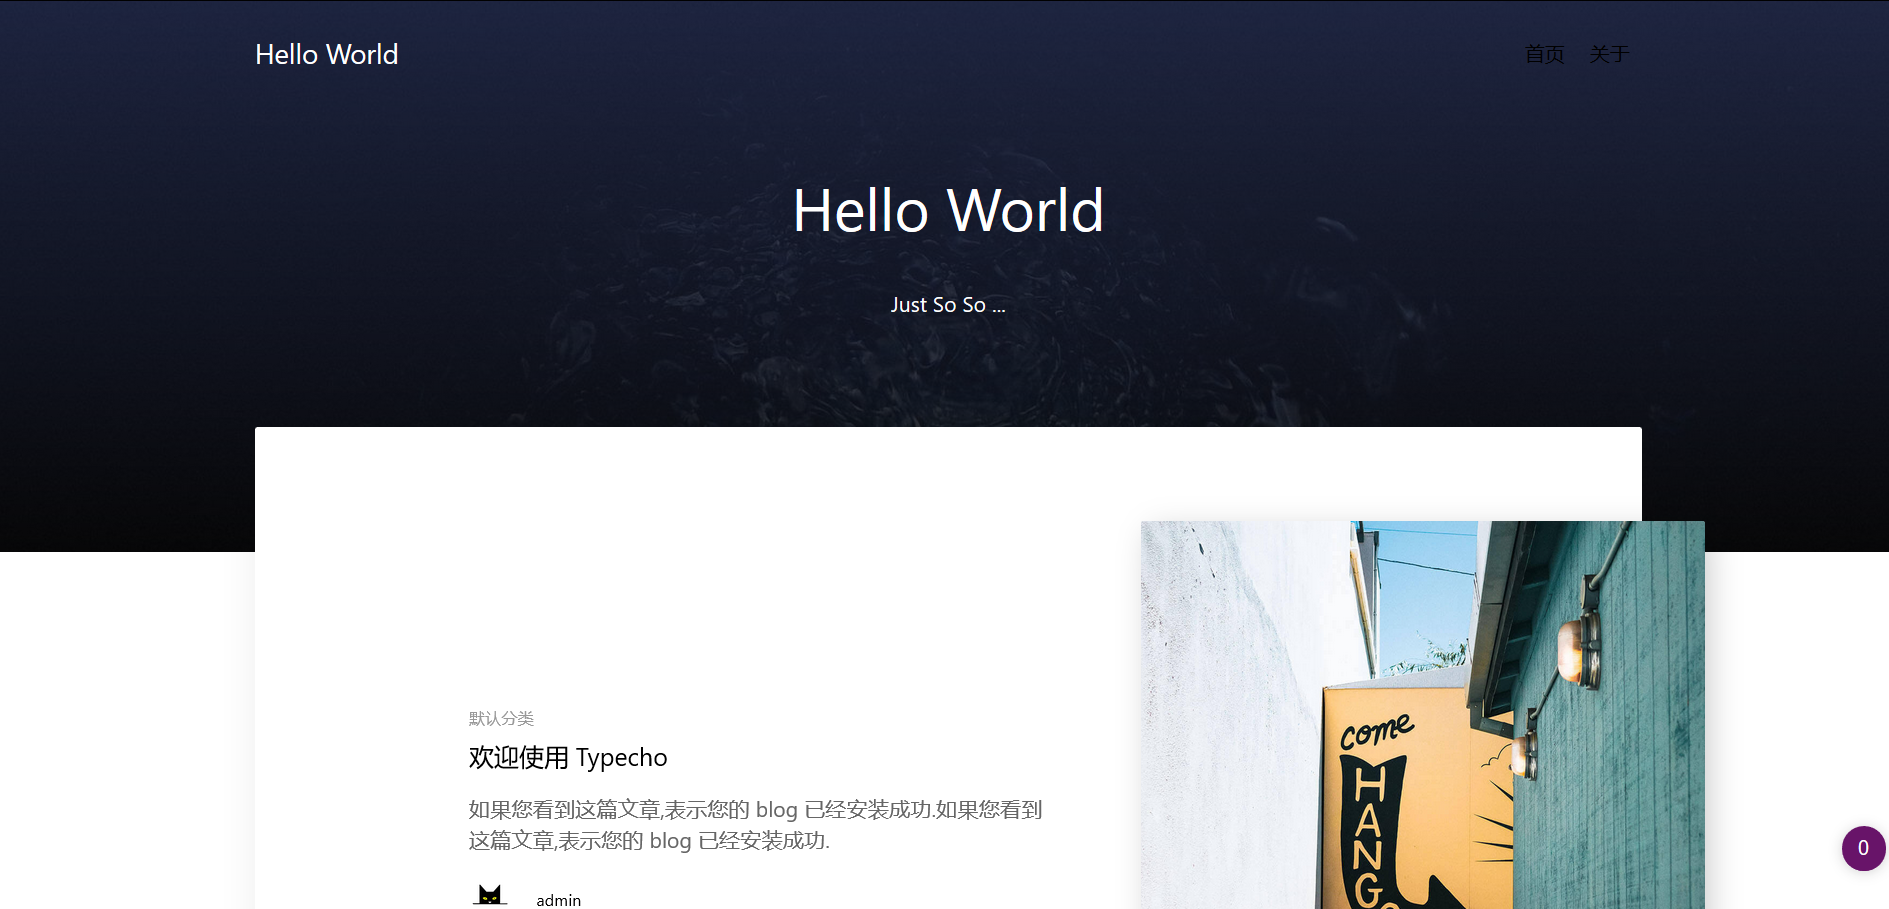 Hello World
首页 关于
Hello World
Just So So ...
默认分类
欢迎使用 Typecho
如果您看到这篇文章,表示您的 blog 已经安装成功.如果您看到
这篇文章,表示您的 blog 已经安装成功.
admin
come
HANG
0